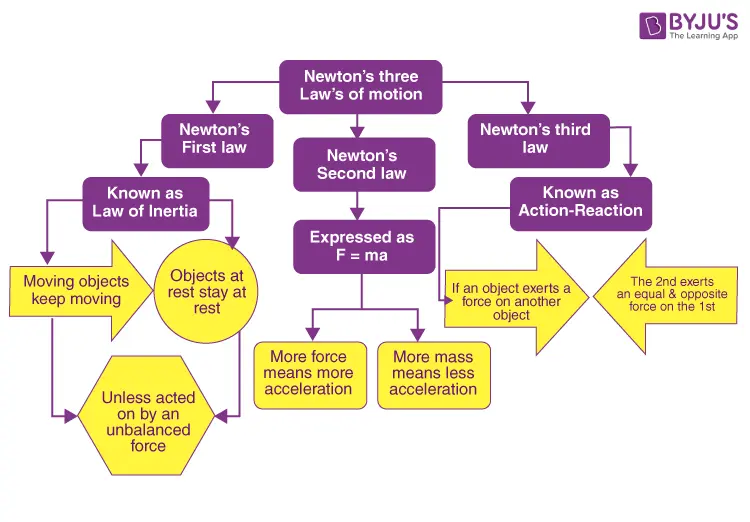 BYJU'S
The Learning App
Newton's three
Law's of motion
Newton's
First law
Newton's third
law
Newton's
Second law
Known as
Law of Inertia
Known as
Action-Reaction
Expressed as
F = ma
Moving objects
keep moving
Objects at
rest stay at
rest
If an object exerts a
force on another
object
The 2nd exerts
an equal & opposite
force on the 1st
More force
means more
acceleration
More mass
means less
acceleration
Unless acted
on by an
unbalanced
force